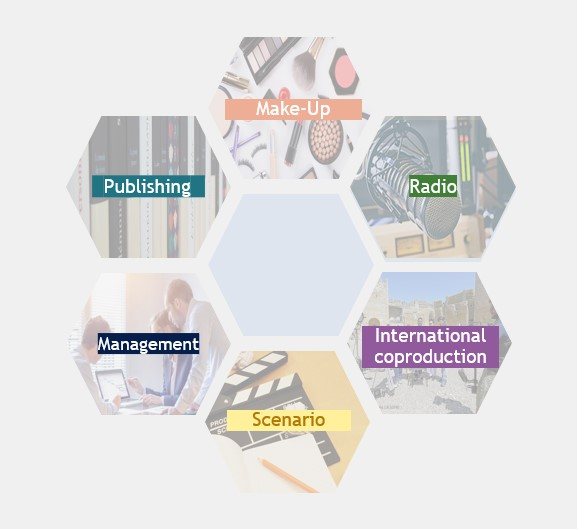 Make-Up
Publishing
Radio
Management
International
coproduction
Scenario